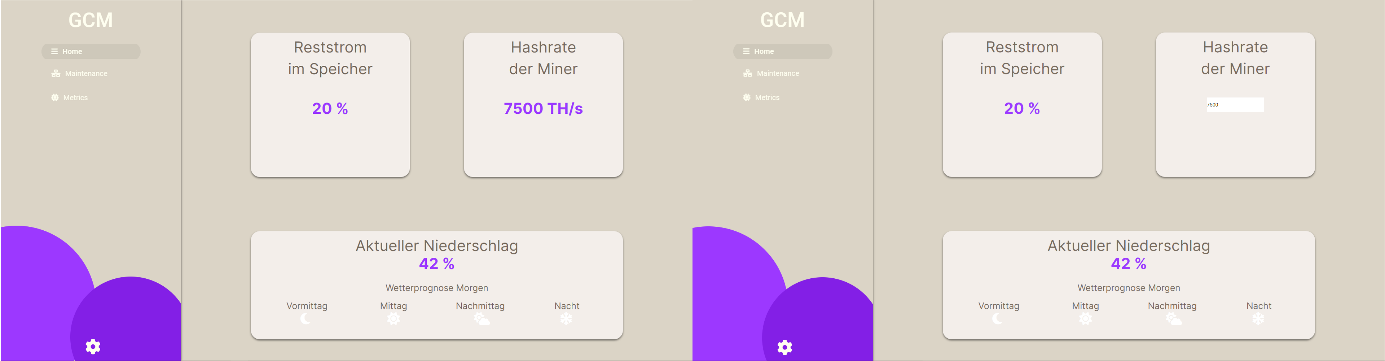 GCM
Home
Maintenance
Metrics
Reststrom
im Speicher
20 %
Hashrate
der Miner
7500 TH/s
Aktueller Niederschlag
42 %
Wetterprognose Morgen
Vormittag Mittag Nachmittag Nacht
GCM
Home
Maintenance
Metrics
Reststrom
im Speicher
20 %
Hashrate
der Miner
7500
Aktueller Niederschlag
42 %
Wetterprognose Morgen
Vormittag Mittag Nachmittag Nacht